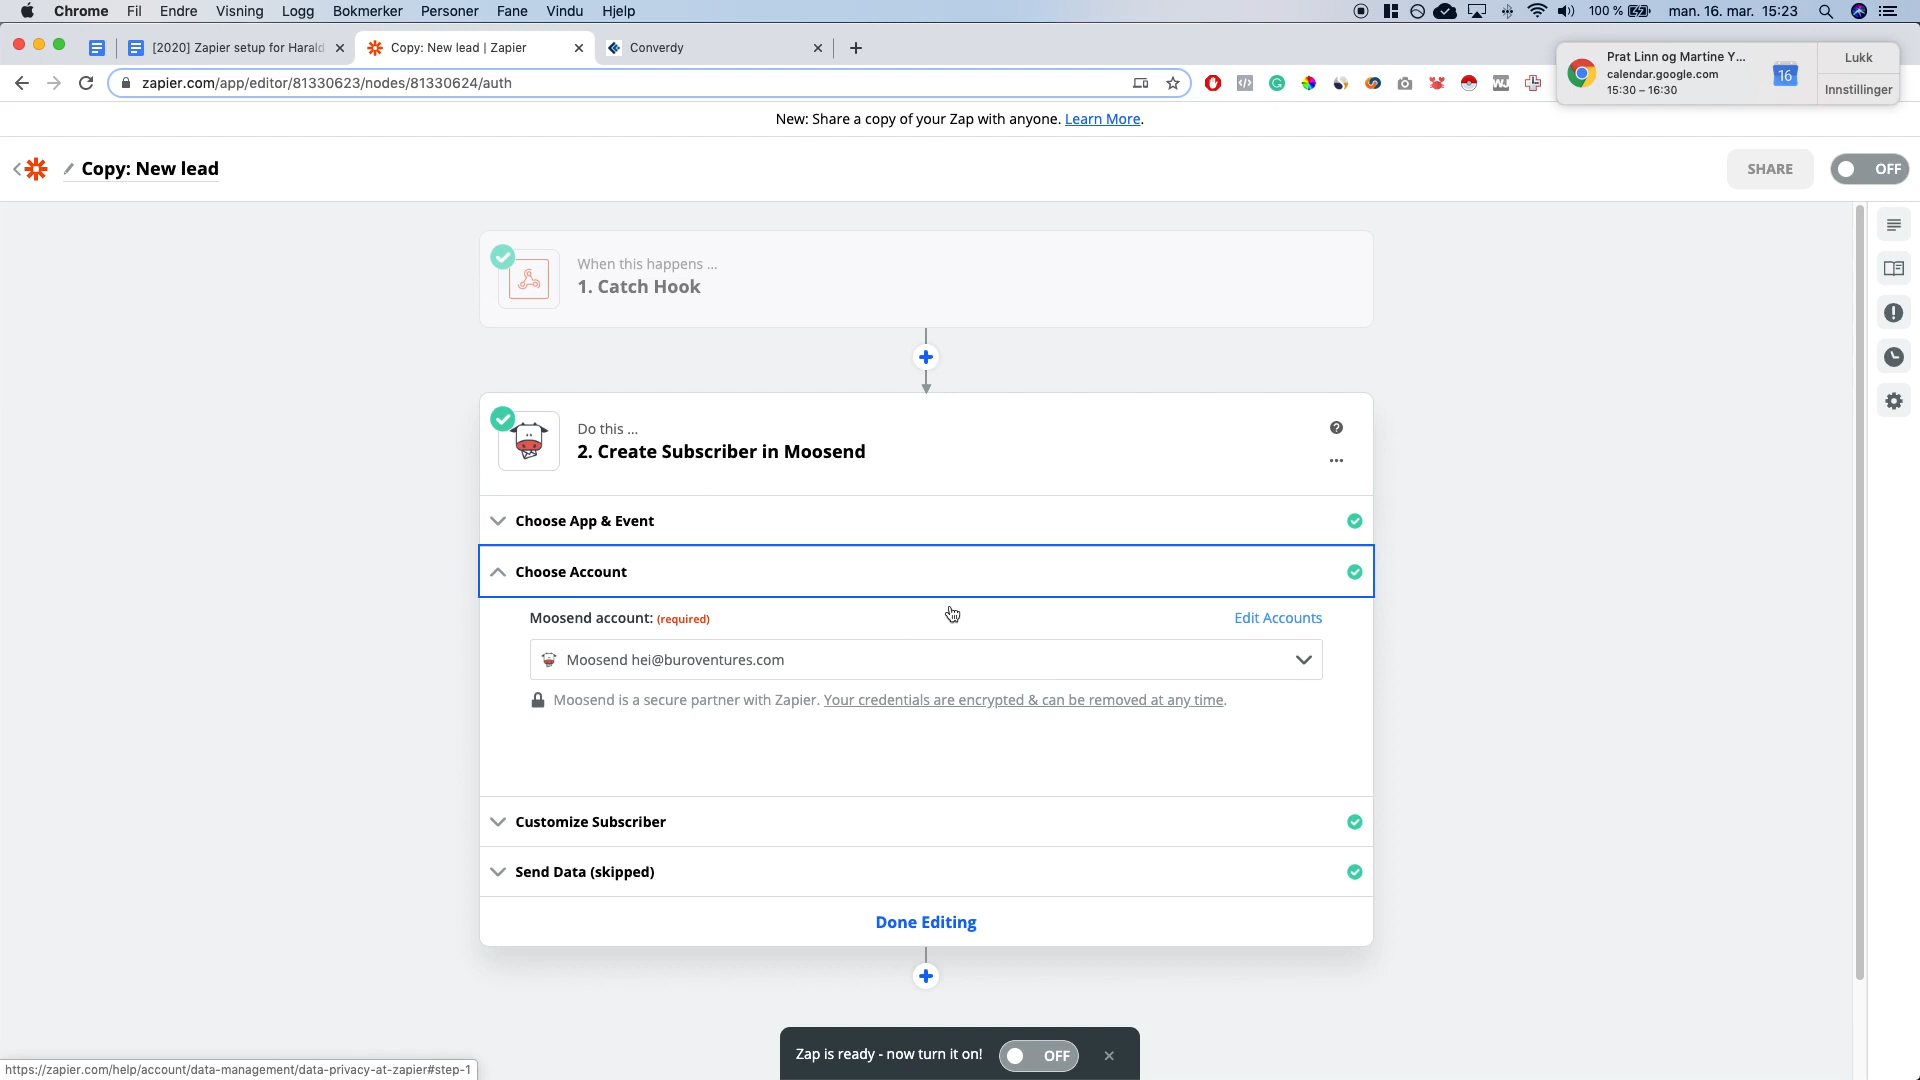 Chrome Fil Endre Visning Logg Bokmerker Personer Fane Vindu Hjelp 100 % man. 16. mar. 15:23
[2020] Zapier setup for Harald
Copy: New lead | Zapier
Converdy
zapier.com/app/editor/81330623/nodes/81330624/auth
Prat Linn og Martine Y...
calendar.google.com
15:30 – 16:30
16
Lukk
Innstillinger
New: Share a copy of your Zap with anyone. Learn More.
Copy: New lead
SHARE
OFF
When this happens ...
1. Catch Hook
Do this ...
2. Create Subscriber in Moosend
Choose App & Event
Choose Account
Moosend account: (required)
Edit Accounts
Moosend hei@buroventures.com
Moosend is a secure partner with Zapier. Your credentials are encrypted & can be removed at any time.
Customize Subscriber
Send Data (skipped)
Done Editing
Zap is ready - now turn it on! OFF
https://zapier.com/help/account/data-management/data-privacy-at-zapier#step-1